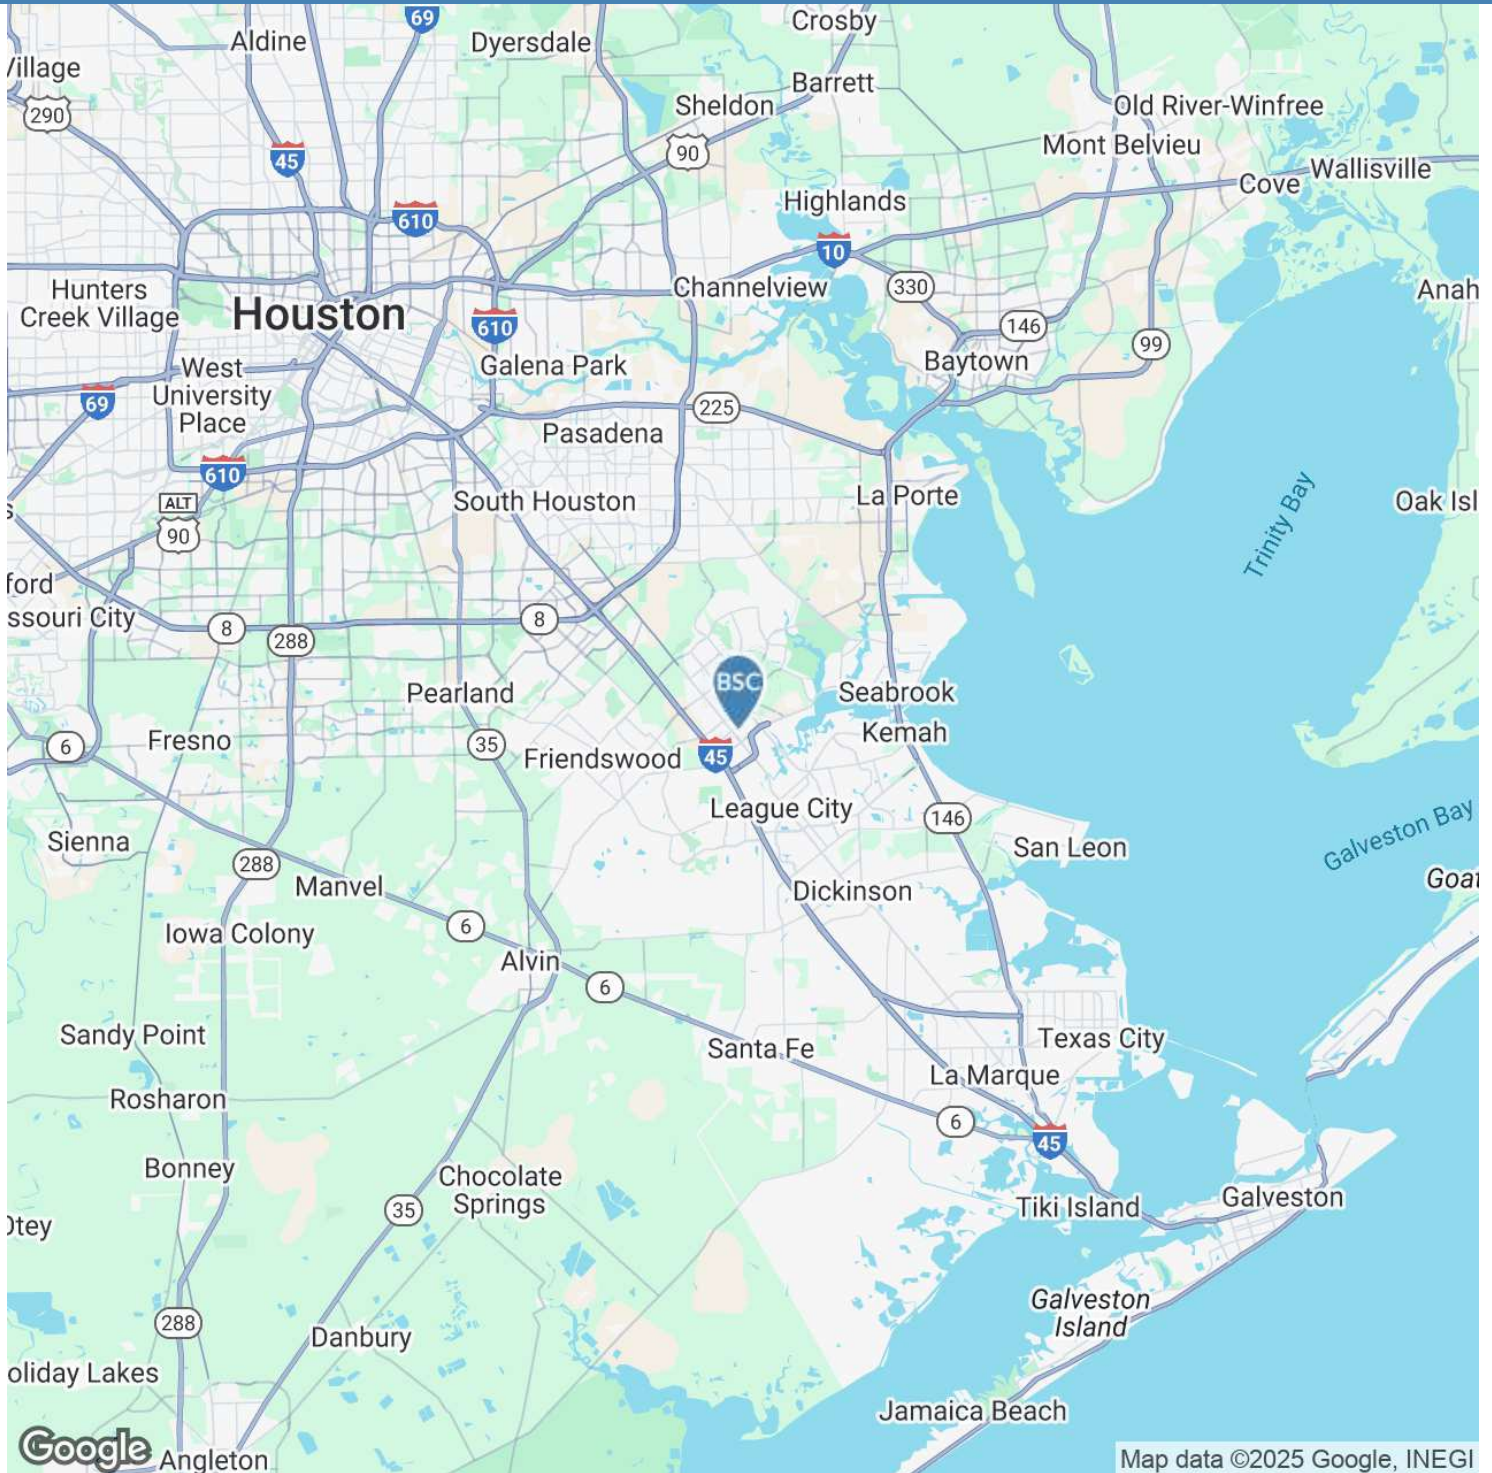 69
Crosby
Aldine
Dyersdale
Village
Barrett
Sheldon
Old River-Winfree
290
Mont Belvieu
90
45
Wallisville
Cove
Highlands
610
10
Channelview
330
Hunters
Creek Village
Anah
Houston
146
610
99
Baytown
Galena Park
West
University
Place
69
225
Pasadena
610
South Houston
La Porte
Oak Isl
ALT
90
Trinity Bay
ford
ssouri City
8
8
288
BSC
Pearland
Seabrook
Kemah
6
Fresno
35
Friendswood
45
League City
146
Galveston Bay
Sienna
San Leon
288
Manvel
Dickinson
Goat
6
Iowa Colony
Alvin
6
Sandy Point
Santa Fe
Texas City
La Marque
Rosharon
6
45
Bonney
Chocolate
Springs
35
Tiki Island
Galveston
Otey
Galveston
Island
288
Danbury
oliday Lakes
Jamaica Beach
Google
Angleton
Map data ©2025 Google, INEGI